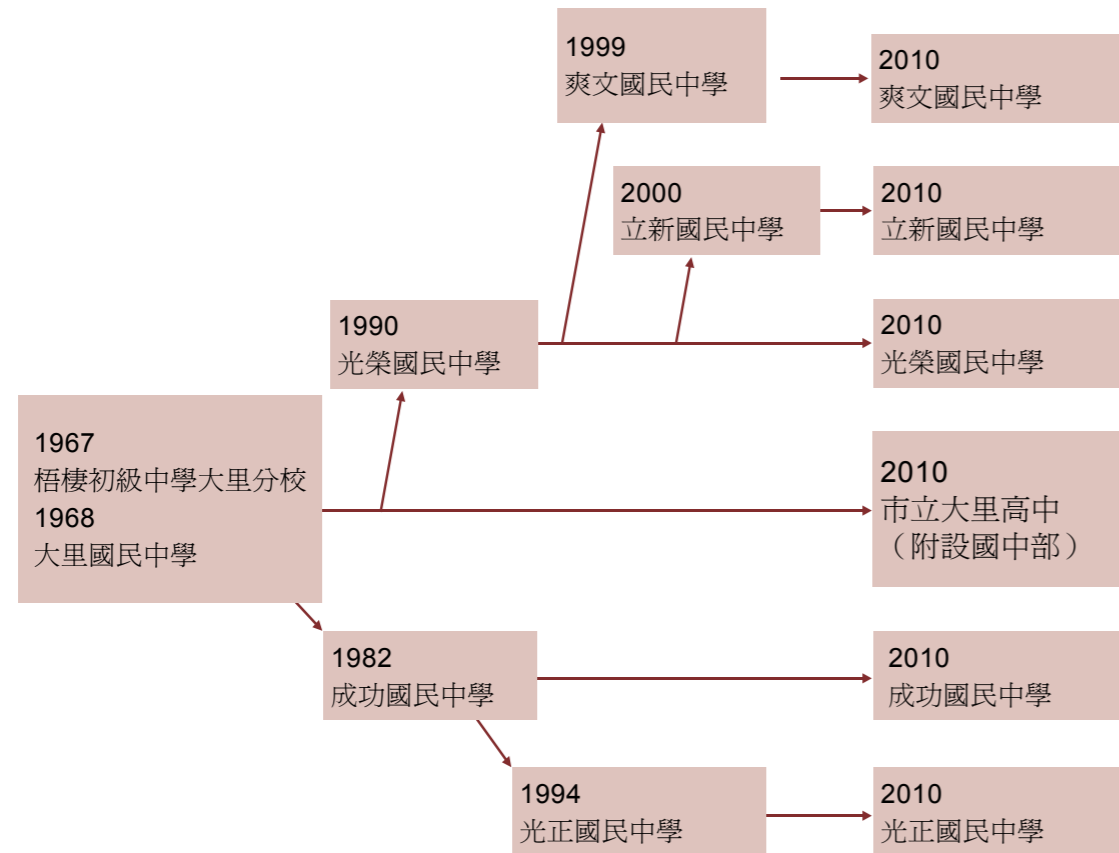 1999
爽文國民中學
2010
爽文國民中學
2000
立新國民中學
2010
立新國民中學
1990
光榮國民中學
2010
光榮國民中學
1967
梧棲初級中學大里分校
1968
大里國民中學
2010
市立大里高中
（附設國中部）
1982
成功國民中學
2010
成功國民中學
1994
光正國民中學
2010
光正國民中學